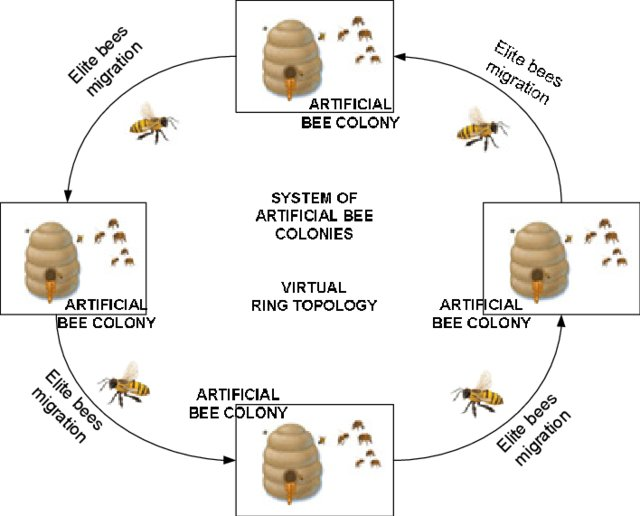 Elite bees
migration
Elite bees
migration
ARTIFICIAL
BEE COLONY
SYSTEM OF
ARTIFICIAL BEE
COLONIES
VIRTUAL
RING TOPOLOGY
ARTIFICIAL
BEE COLONY
ARTIFICIAL
BEE COLONY
Elite bees
migration
ARTIFICIAL
BEE COLONY
Elite bees
migration